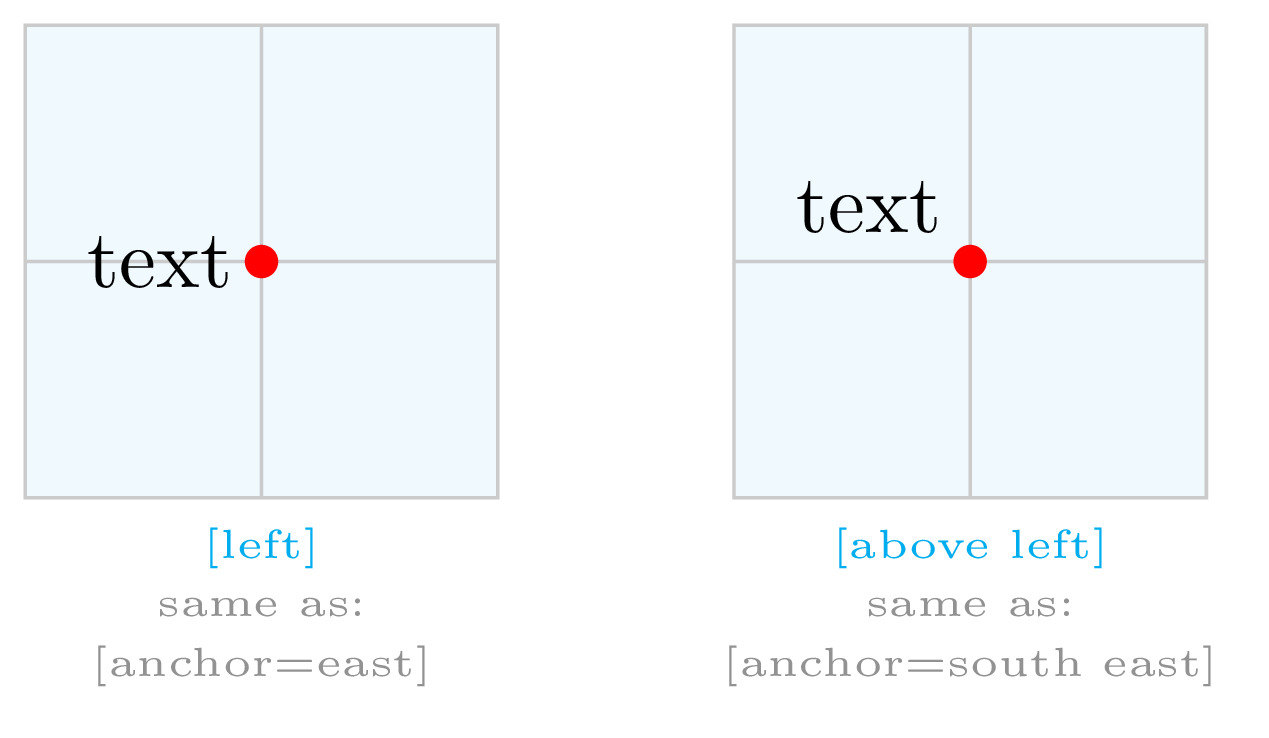 text
[left]
same as:
[anchor=east]
text
[above left]
same as:
[anchor=south east]